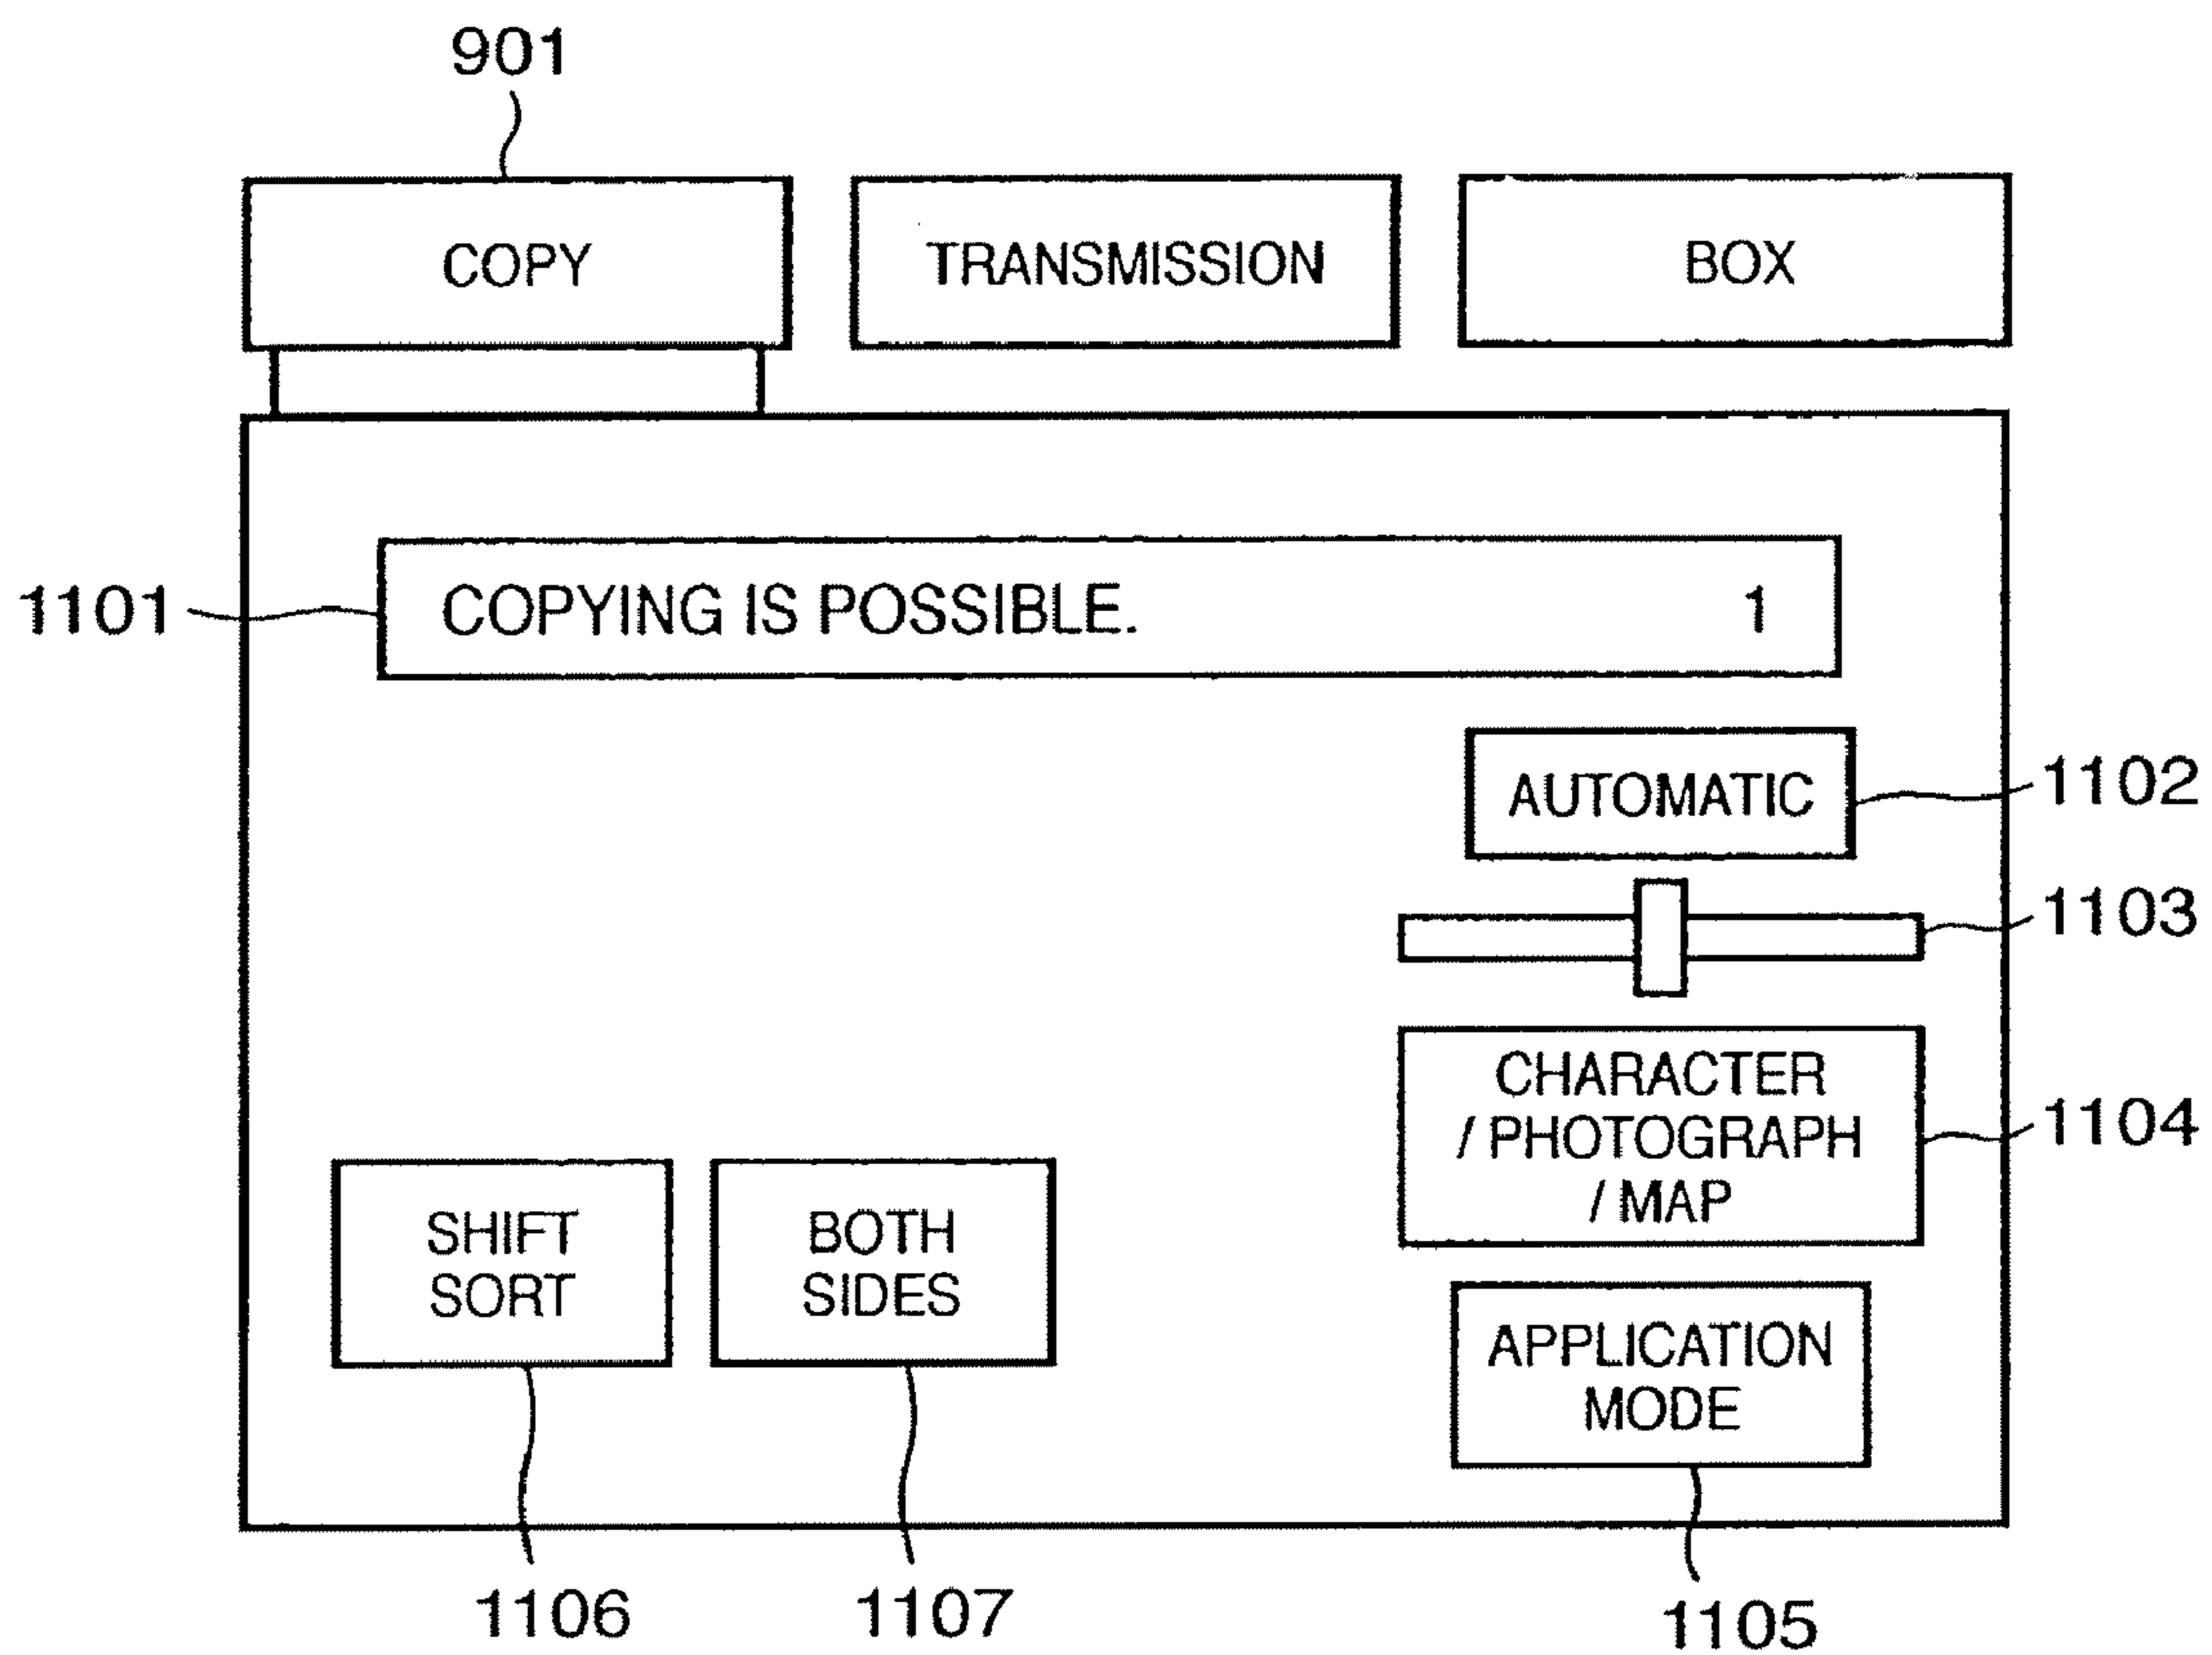 901
COPY
TRANSMISSION
BOX
1101
COPYING IS POSSIBLE. 1
AUTOMATIC
1102
1103
CHARACTER
/ PHOTOGRAPH
/ MAP
1104
SHIFT
SORT
BOTH
SIDES
APPLICATION
MODE
1106
1107
1105